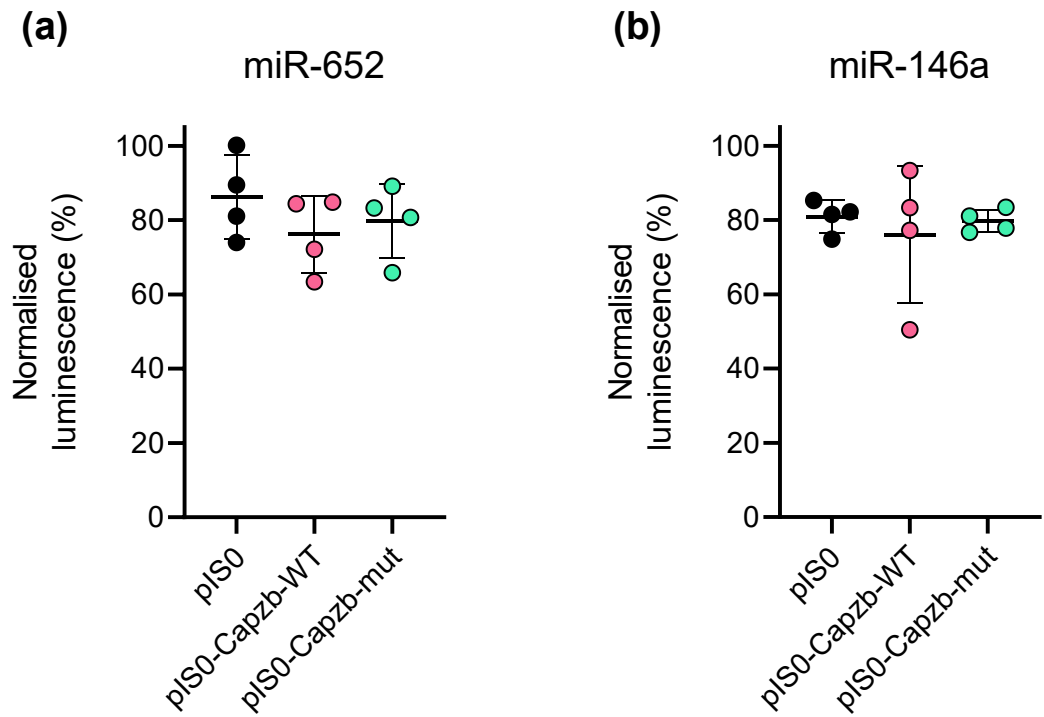 (a)
miR-652
Normalised
luminescence (%)
100
80
60
40
20
0
pIS0
pIS0-Capzb-WT
pIS0-Capzb-mut
(b)
miR-146a
Normalised
luminescence (%)
100
80
60
40
20
0
pIS0
pIS0-Capzb-WT
pIS0-Capzb-mut